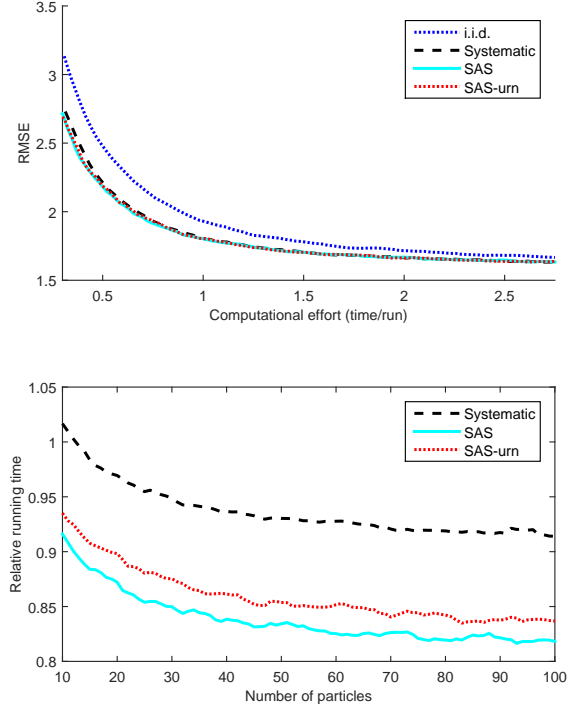 3.5
3
2.5
2
1.5
RMSE
i.i.d.
Systematic
SAS
SAS-urn
0.5 1 1.5 2 2.5
Computational effort (time/run)
1.05
1
0.95
0.9
0.85
0.8
Relative running time
Systematic
SAS
SAS-urn
10 20 30 40 50 60 70 80 90 100
Number of particles